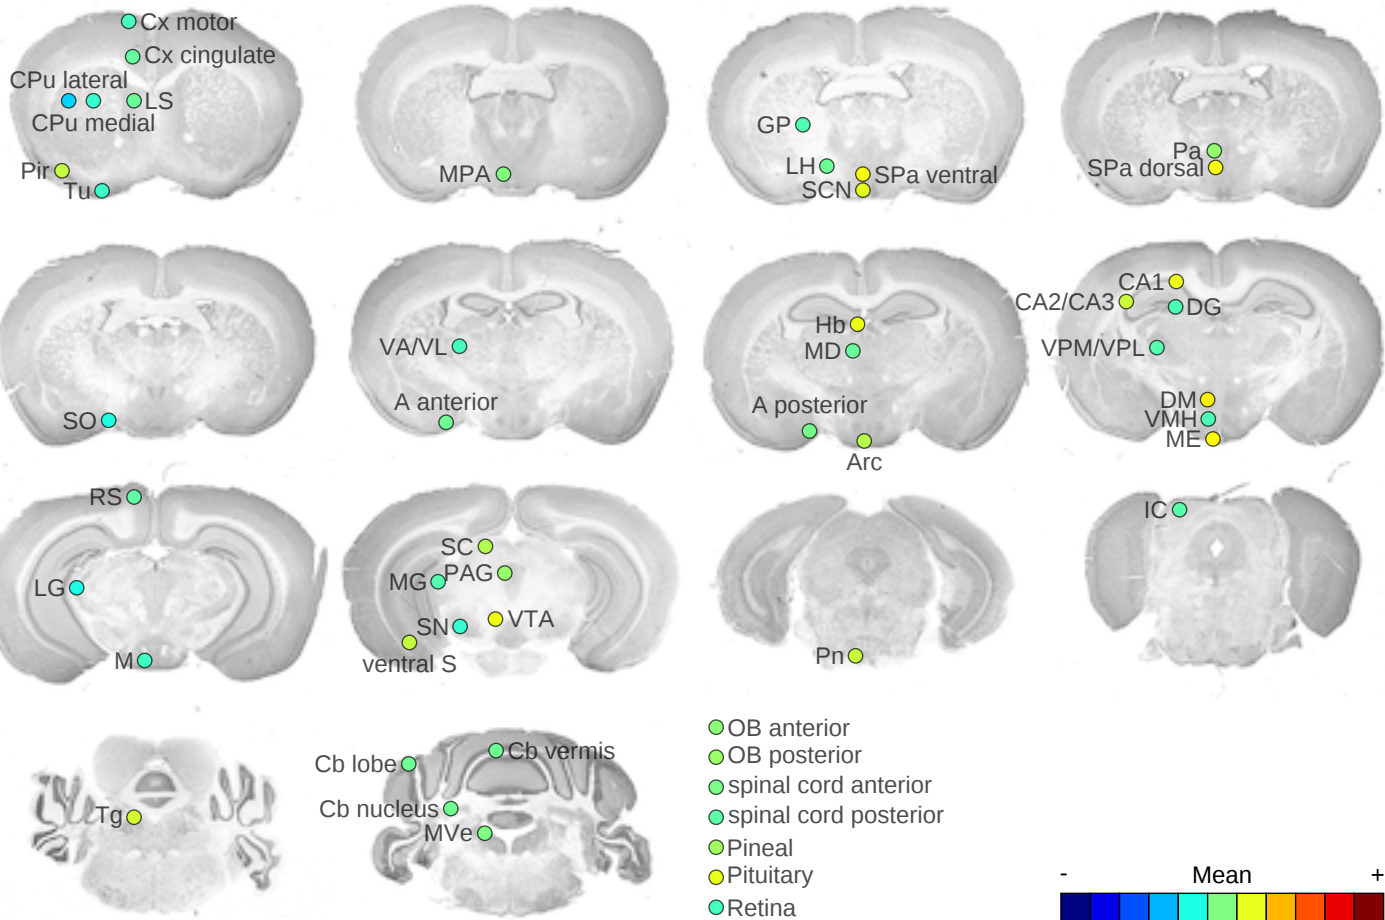 Cx motor
Cx cingulate
CPu lateral
LS
CPu medial
Pir
Tu
MPA
GP
LH
SPa ventral
SCN
Pa
SPa dorsal
SO
VA/VL
A anterior
Hb
MD
A posterior
Arc
CA1
CA2/CA3
DG
VPM/VPL
DM
VMH
ME
RS
LG
M
SC
MG
PAG
SN
VTA
ventral S
Pn
IC
Tg
Cb lobe
Cb vermis
Cb nucleus
MVe
OB anterior
OB posterior
spinal cord anterior
spinal cord posterior
Pineal
Pituitary
Retina
- Mean +